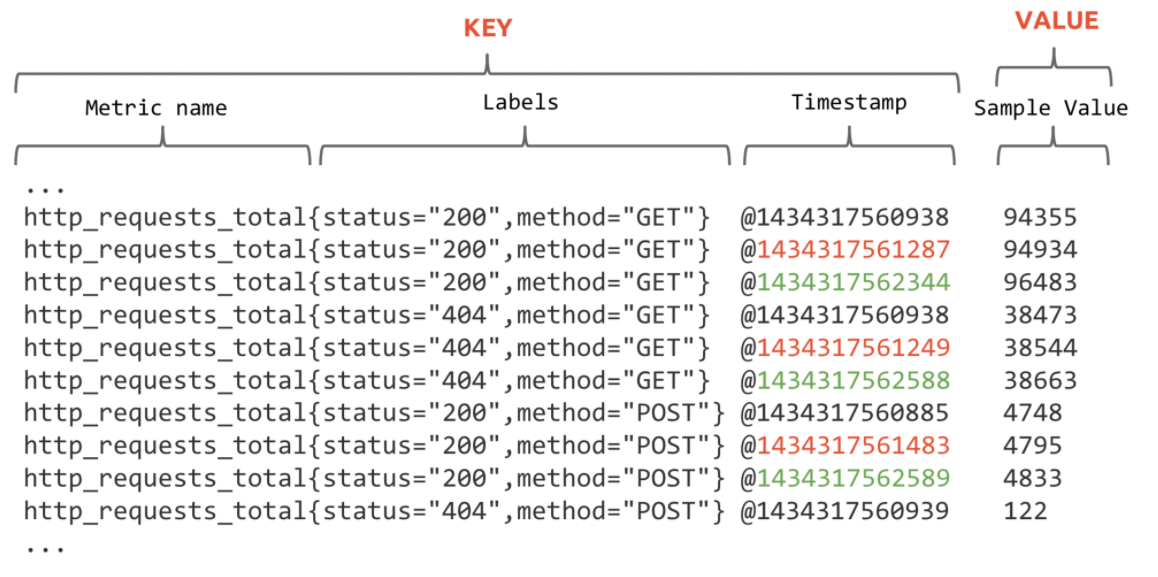 KEY VALUE
Metric name Labels Timestamp Sample Value
...
http_requests_total{status="200",method="GET"} @1434317560938 94355
http_requests_total{status="200",method="GET"} @1434317561287 94934
http_requests_total{status="200",method="GET"} @1434317562344 96483
http_requests_total{status="404",method="GET"} @1434317560938 38473
http_requests_total{status="404",method="GET"} @1434317561249 38544
http_requests_total{status="404",method="GET"} @1434317562588 38663
http_requests_total{status="200",method="POST"} @1434317560885 4748
http_requests_total{status="200",method="POST"} @1434317561483 4795
http_requests_total{status="200",method="POST"} @1434317562589 4833
http_requests_total{status="404",method="POST"} @1434317560939 122
...